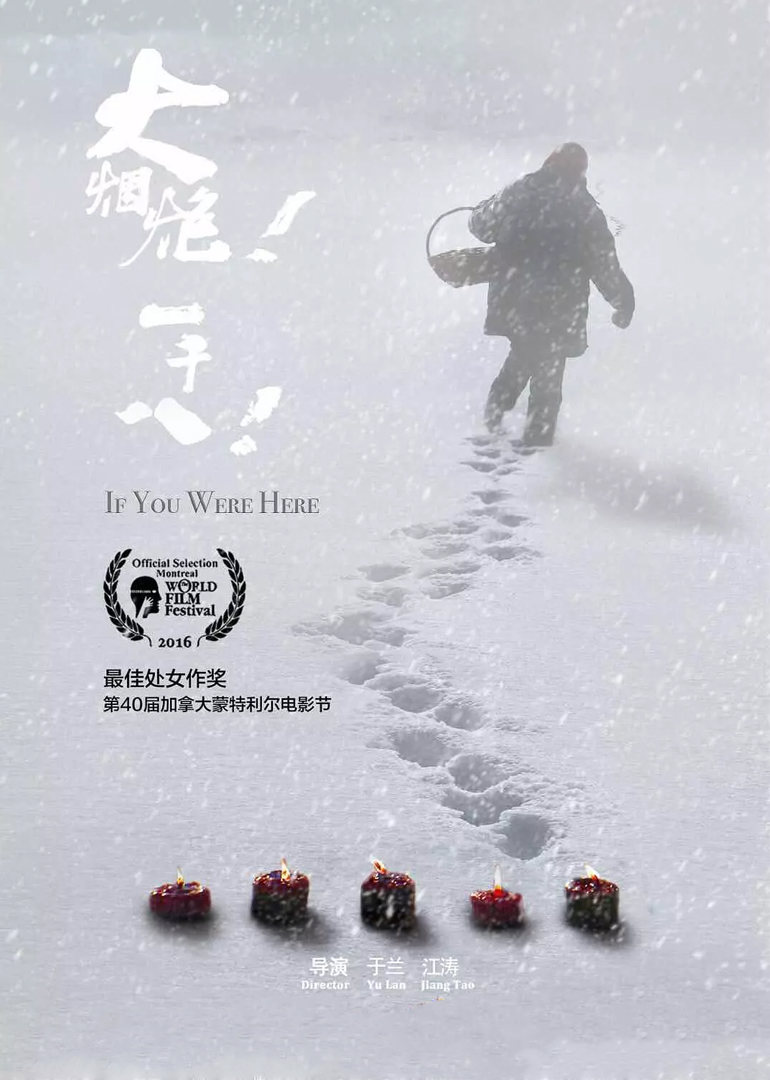 大
烟炮！
一
千
八！
IF YOU WERE HERE
Official Selection
Montreal
WORLD
FILM
Festival
2016
最佳处女作奖
第40届加拿大蒙特利尔电影节
导演 于兰 江涛
Director Yu Lan Jiang Tao